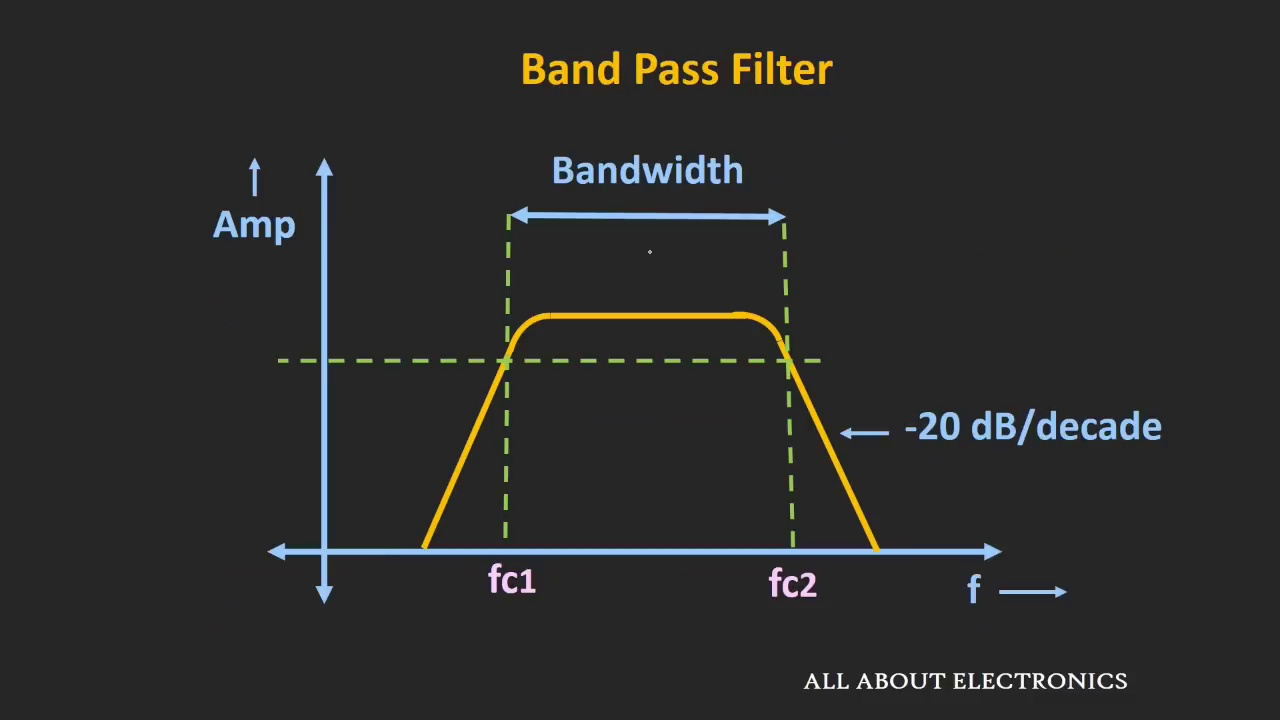 Band Pass Filter
Bandwidth
Amp
-20 dB/decade
fc1
fc2
f
ALL ABOUT ELECTRONICS